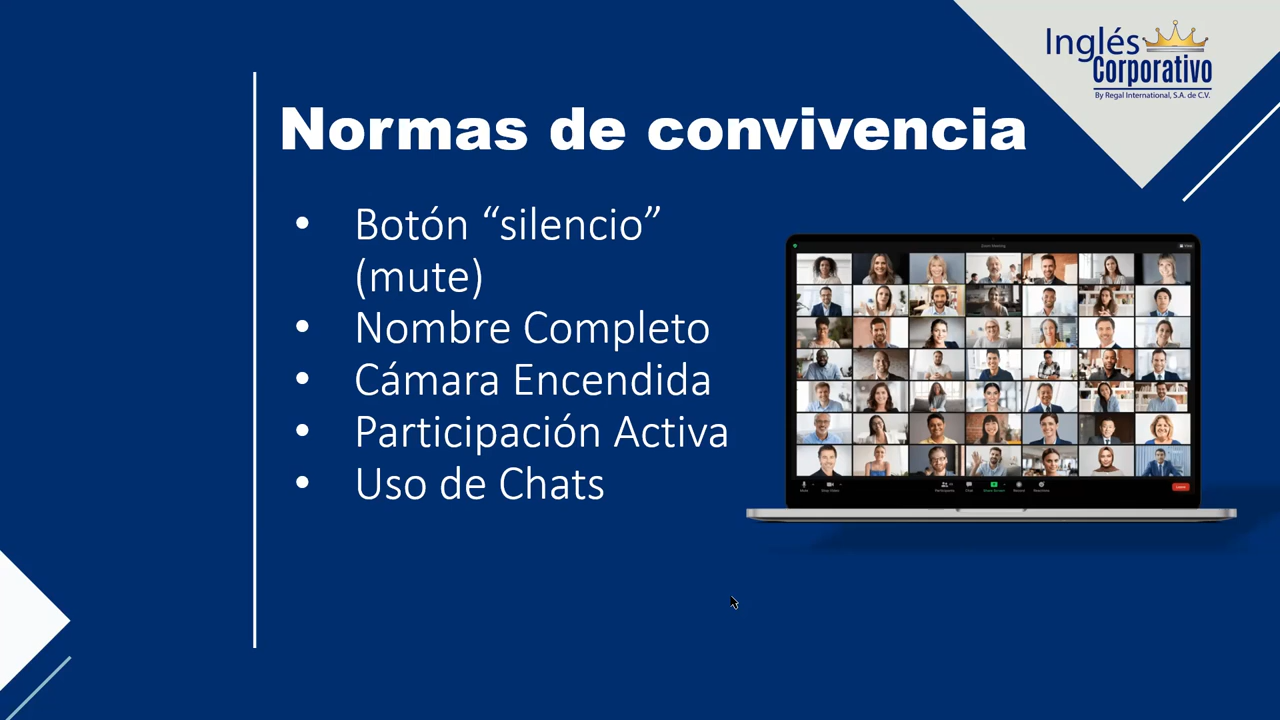 Inglés
Corporativo
By Regal International, S.A. de C.V.
Normas de convivencia
• Botón “silencio”
(mute)
• Nombre Completo
• Cámara Encendida
• Participación Activa
• Uso de Chats